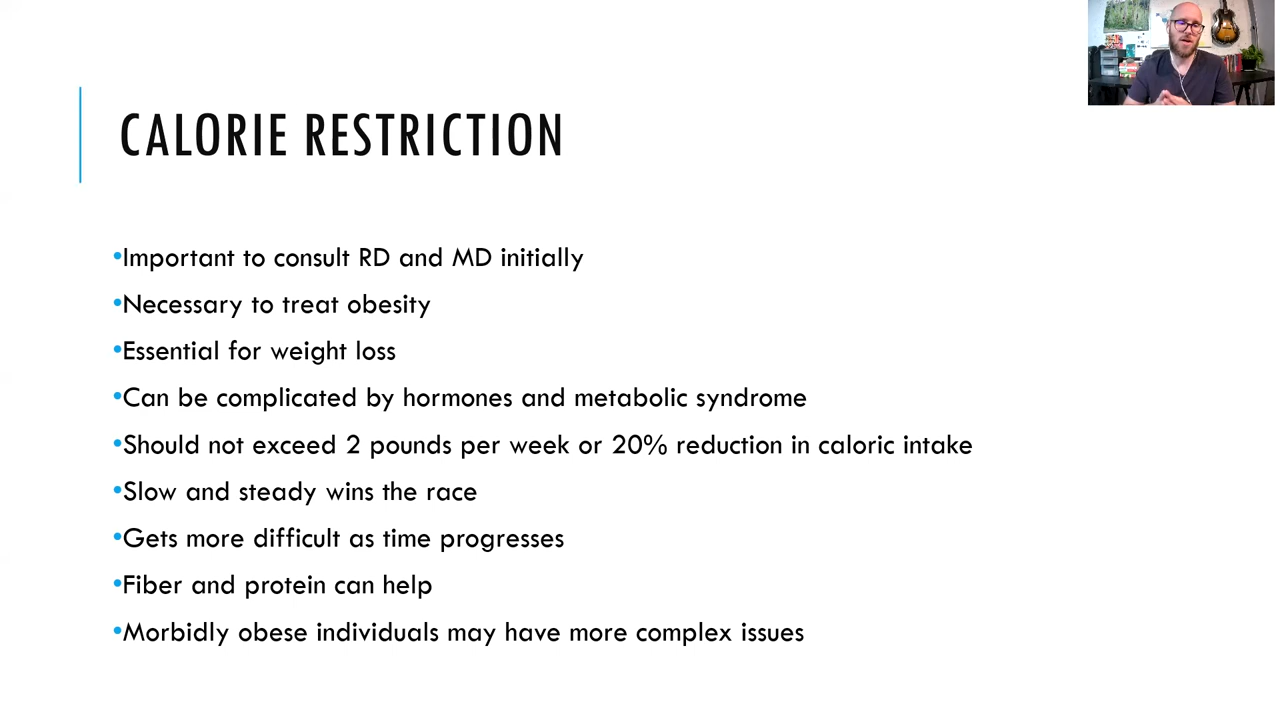 CALORIE RESTRICTION
•Important to consult RD and MD initially
•Necessary to treat obesity
•Essential for weight loss
•Can be complicated by hormones and metabolic syndrome
•Should not exceed 2 pounds per week or 20% reduction in caloric intake
•Slow and steady wins the race
•Gets more difficult as time progresses
•Fiber and protein can help
•Morbidly obese individuals may have more complex issues